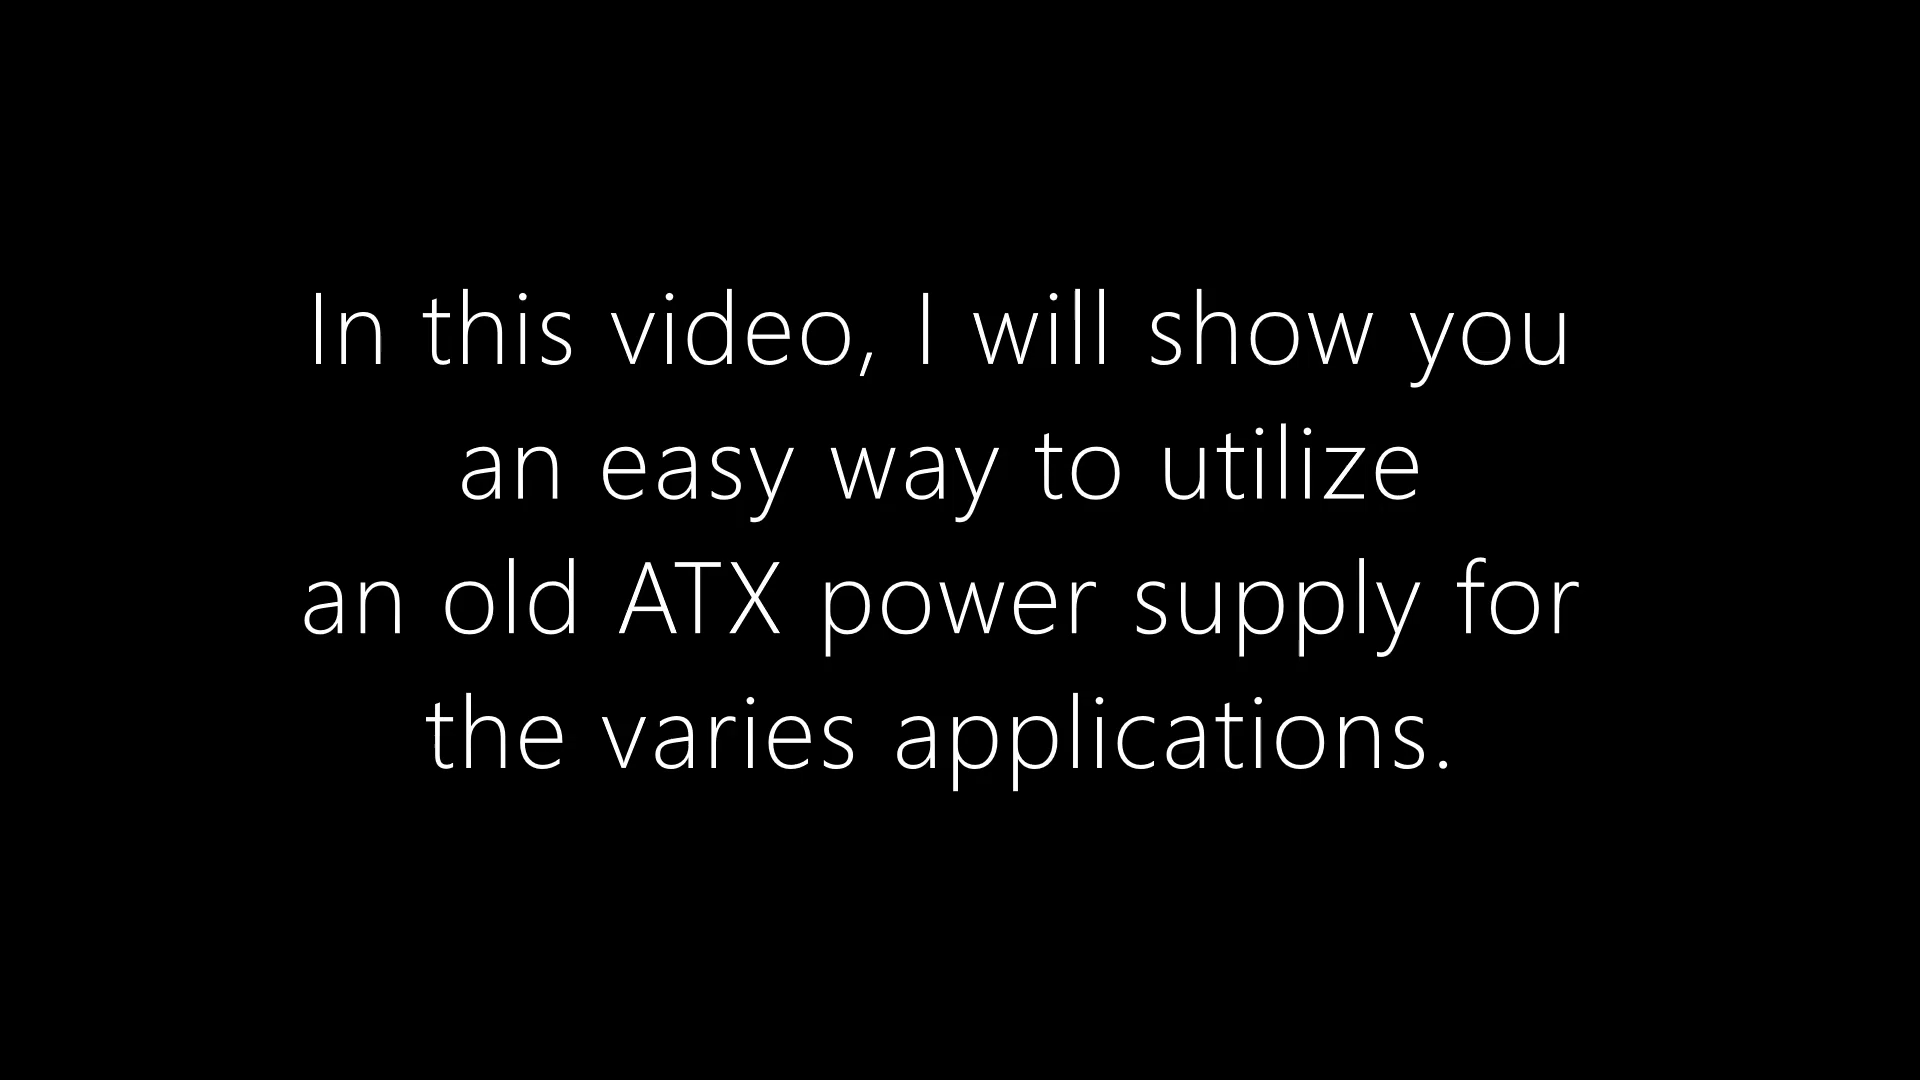 In this video, I will show you
an easy way to utilize
an old ATX power supply for
the varies applications.